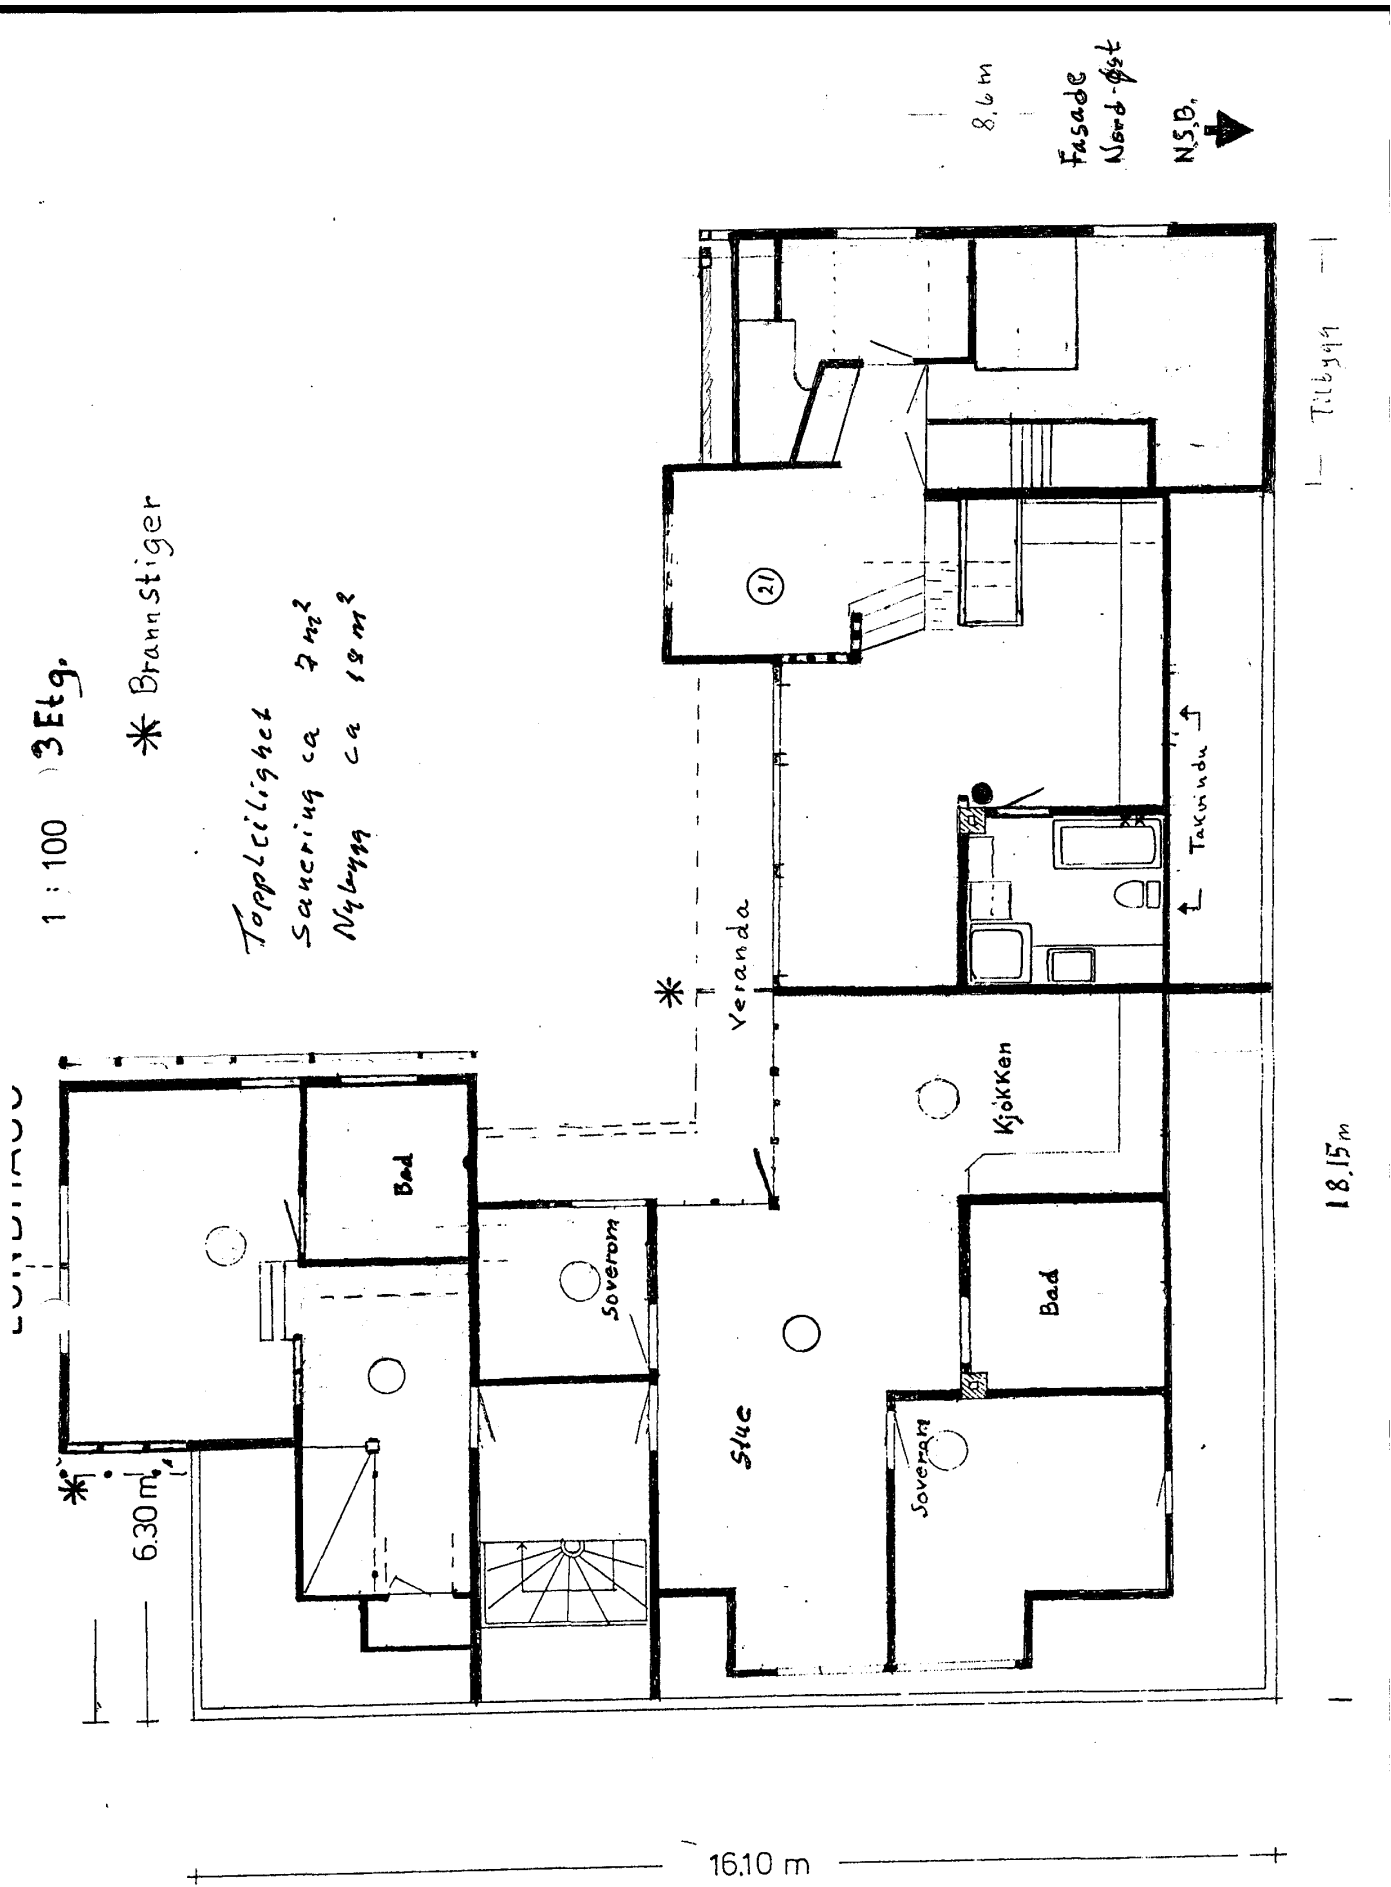 1:100 3 Etg.
* Brannstiger
Toppleilighet
Sanering ca 7 m²
Nybygg ca 18 m²
8.6 m
Fasade
Nord-øst
N.S.B.
Tilbygg
21
Takvindu
Veranda
Kjøkken
Bad
Soverom
Bad
Stue
Soverom
6.30 m
18.15 m
16.10 m